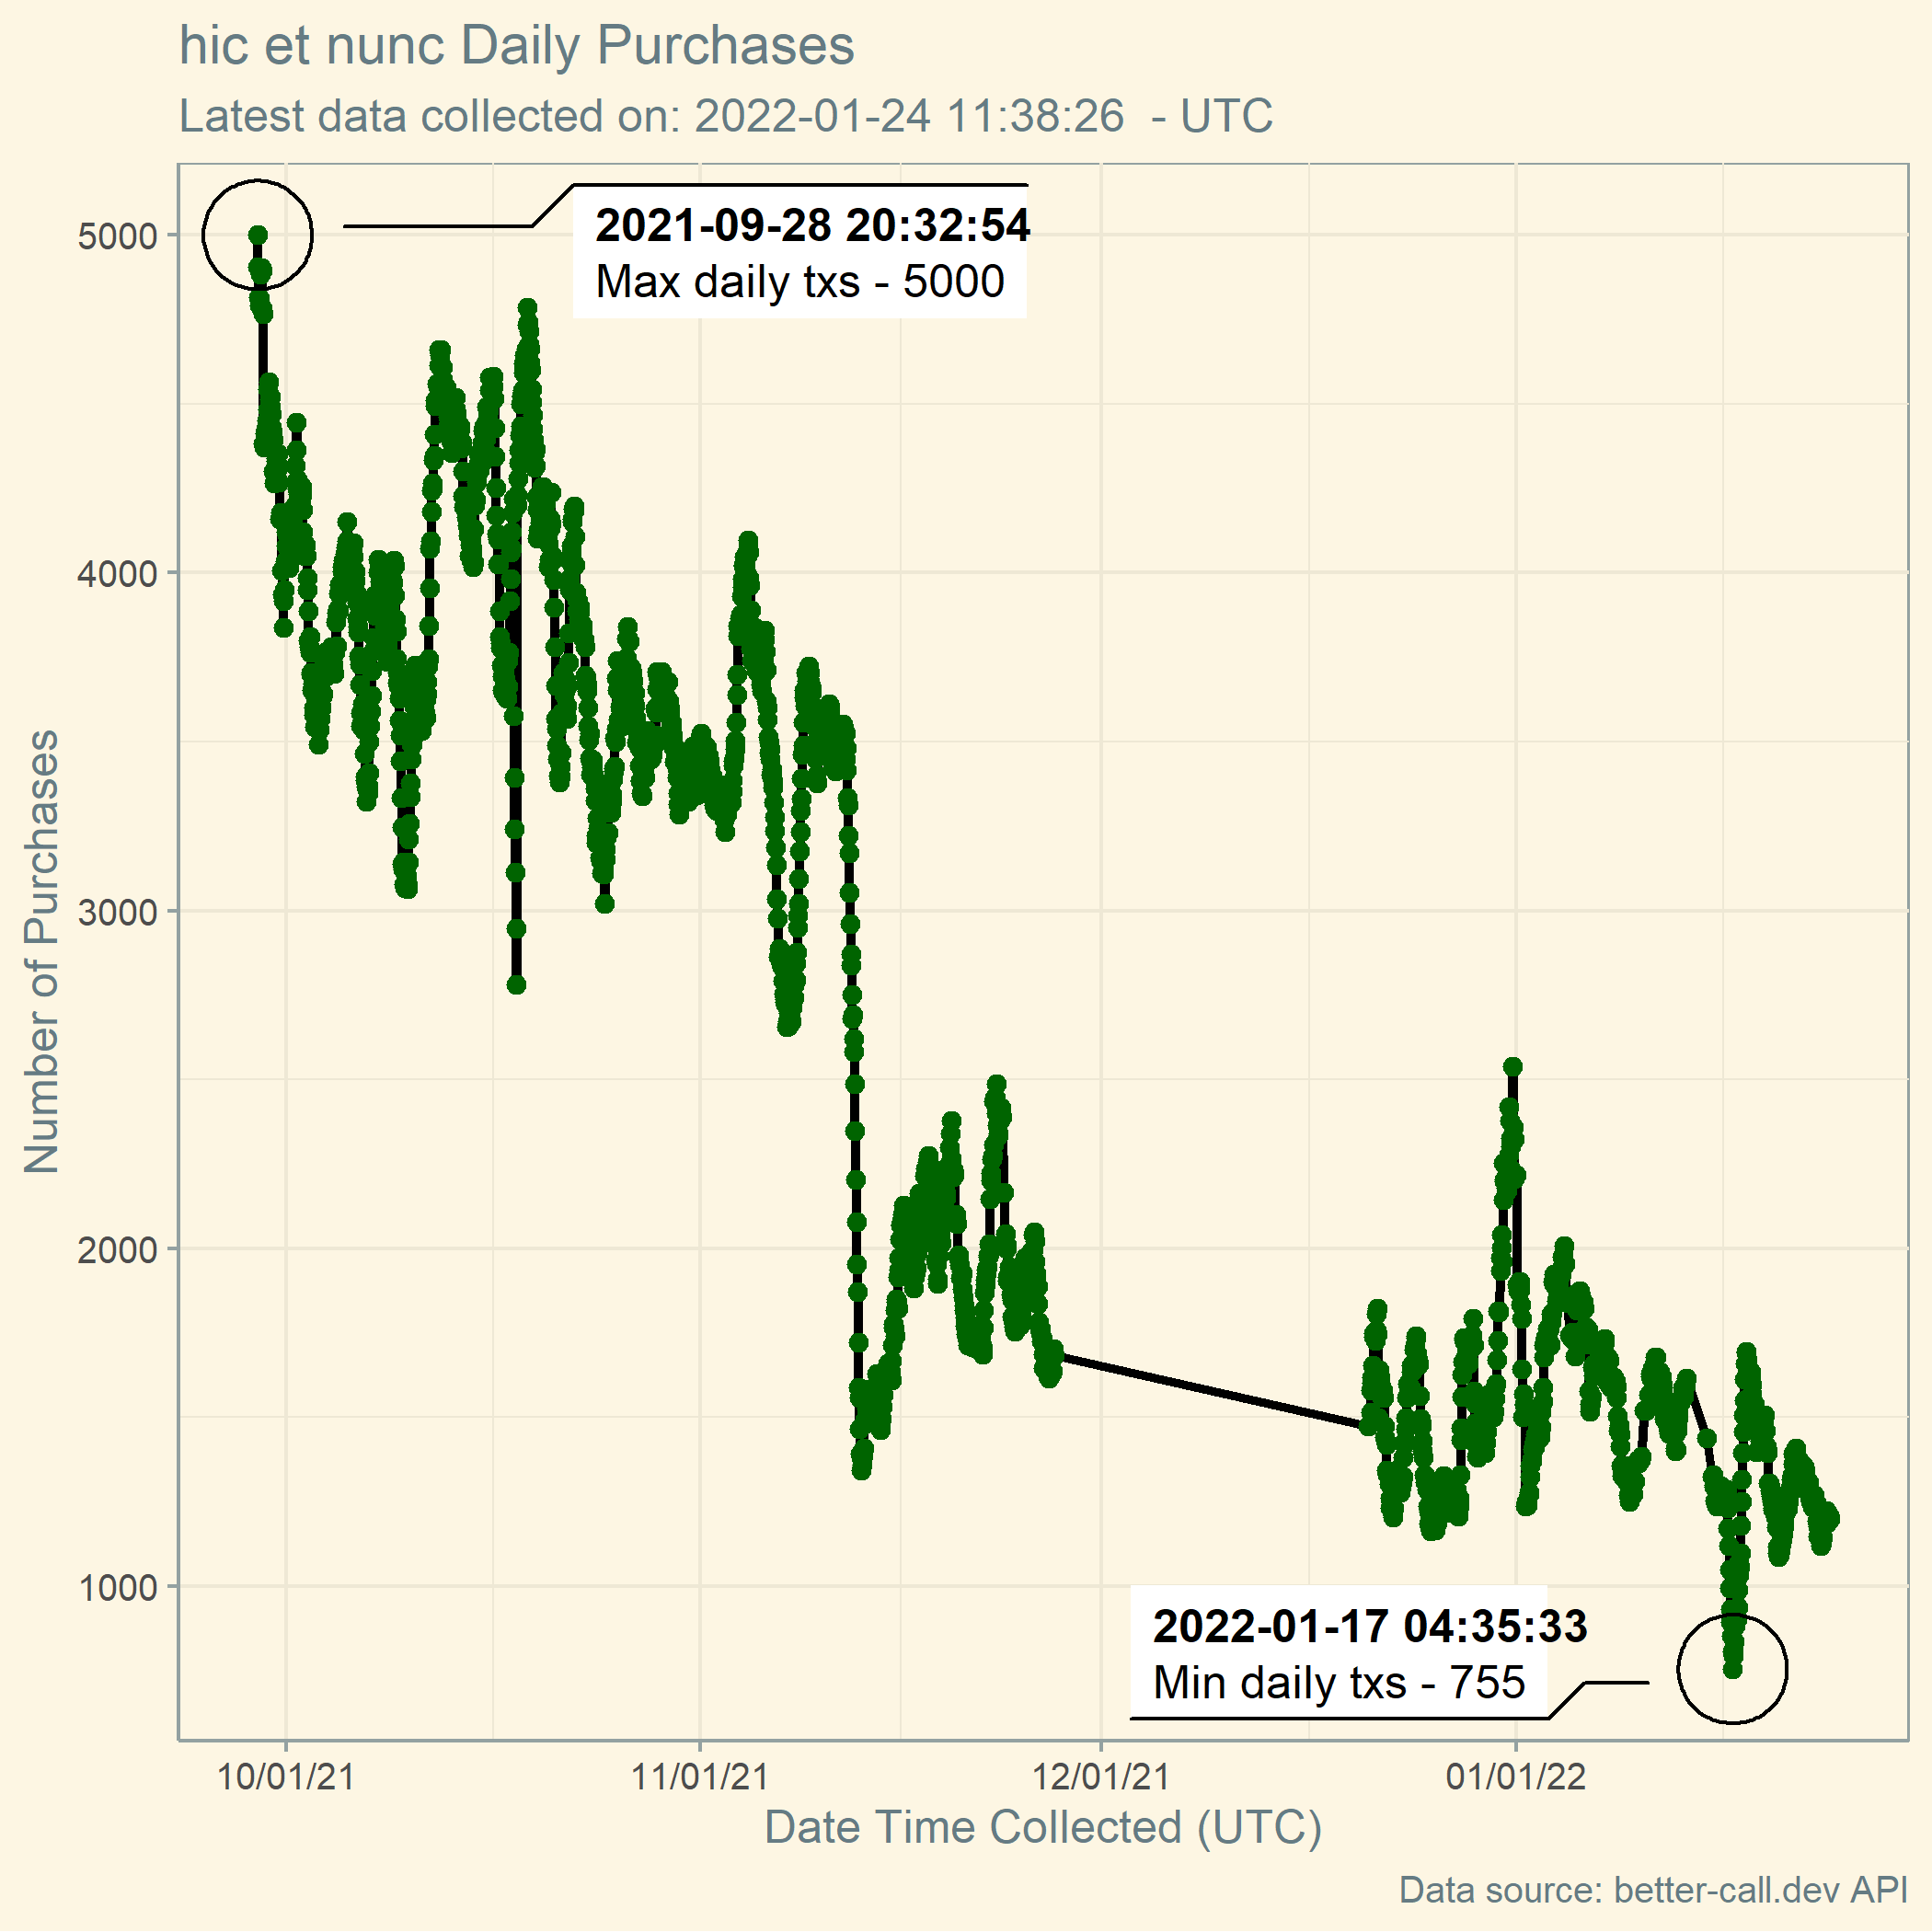 hic et nunc Daily Purchases
Latest data collected on: 2022-01-24 11:38:26  - UTC
2021-09-28 20:32:54
Max daily txs - 5000
Number of Purchases
5000
4000
3000
2000
1000
2022-01-17 04:35:33
Min daily txs - 755
10/01/21
11/01/21
12/01/21
01/01/22
Date Time Collected (UTC)
Data source: better-call.dev API